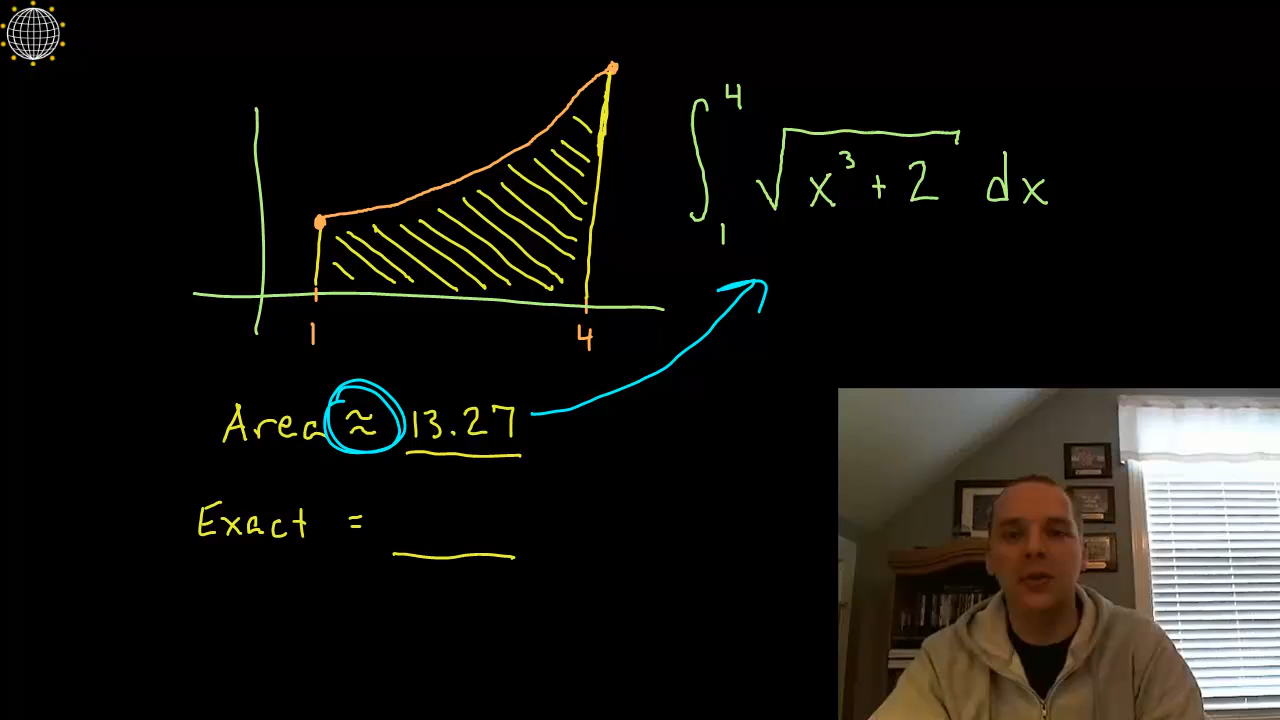 ∫₁⁴ √(x³ + 2) dx
1 4
Area ≈ 13.27
Exact =